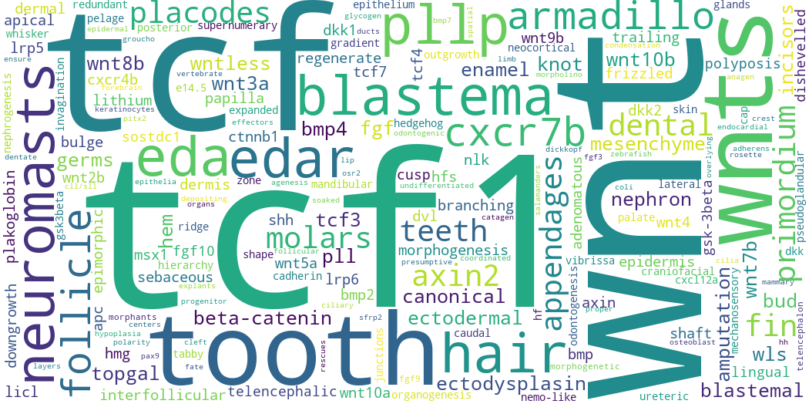 dermal redundant placodes epithelium glycogen bmp7 pllp spatial armadillo glands
apical pelage posterior supernumerary ducts trailing incisors dishevelled
whisker epidermal groucho dkk1 gradient outgrowth wnt9b neocortical knot wnt10b polyposis
lrp5 wnt8b wntless regenerate tcf7 tcf4 limb condensation morpholino frizzled anagen
tcf
wnt
wnts
cxcr4b vertebrate wnt3a enamel
nephrogenesis invagination forebrain e14.5 ensure
lithium papilla blastema dkk2 skin cap crest
keratinocytes expanded effectors hedgehog
pitx2 sostdc1 ctnnb1 bmp4 fgf odontogenic cxcr7b dickkopf fgf3 dental endocardial primordium
neuromasts bulge mesenchyme adherens rosette
dentate germs eda edar lip nlk zebrafish overlying
wnt2b epithelia zone agenesis mandibular osr2 cusp hfs undifferentiated salamanders coli lateral
plakoglobin gsk3beta cli/ili dermis soaked branching nephron adenomatous
follicle depositing organs shh tcf3 dvl teeth appendages palate wnt4 gsk-3beta pseudoglandular
tcf1
epimorphic hem ridge molars catagen
msx1 fgf10 shape follicular pll morphogenesis vibrissa epidermis cilia dkk
hierarchy wnt5a presumptive coordinated craniofacial wnt7b
sebaceous cadherin lrp6 axin2 cxcl12a mechanosensory
explants bmp2 canonical odontogenesis axin bud
downgrowth apc morphants progenitor ciliary
centers beta-catenin sfrp2 ectodermal hf proper shaft osteoblast amputation fin mammary
hypoplasia polarity cleft rescues caudal hh
hmg pax9 tabby tooth junctions hair bmp morphogenetic wls telencephalon
layers topgal fate fgf9 ectodysplasin lingual
licl interfollicular telencephalic wnt10a organogenesis nemo-like ureteric blastemal